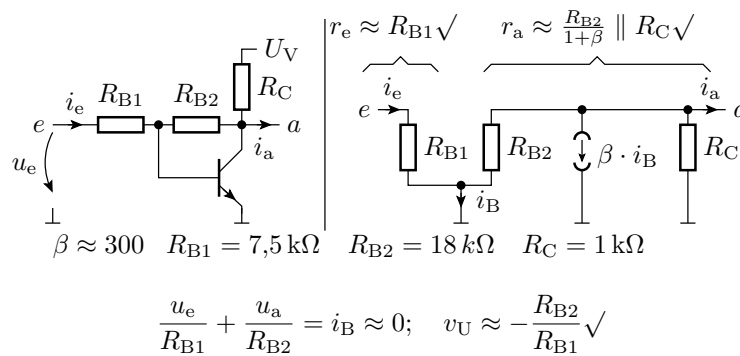 r_e ≈ R_B1 √
r_a ≈ R_B2/(1+β) ∥ R_C √
U_V
i_e R_B1 R_B2 R_C
e a
i_a
u_e
i_e i_a
e a
R_B1 R_B2 β · i_B R_C
i_B
β ≈ 300 R_B1 = 7,5 kΩ R_B2 = 18 kΩ R_C = 1 kΩ
u_e/R_B1 + u_a/R_B2 = i_B ≈ 0; v_U ≈ −R_B2/R_B1 √